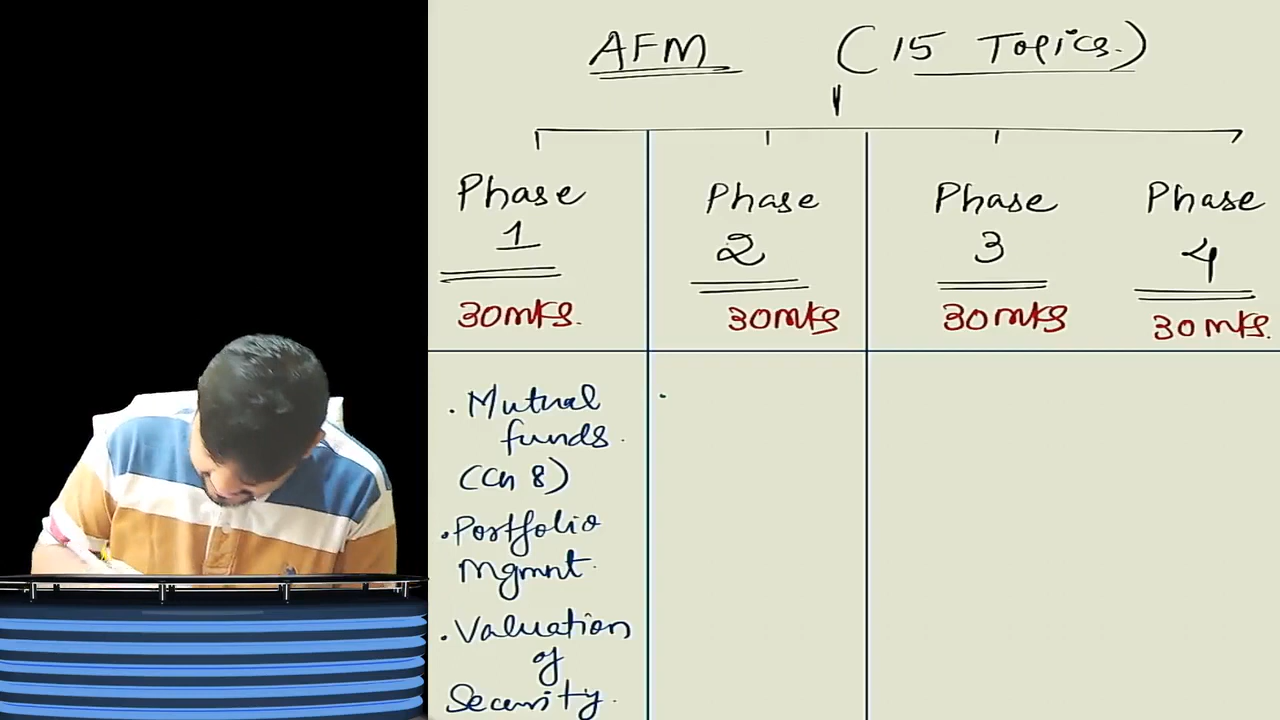 AFM (15 Topics.)
Phase 1
30mks.
Phase 2
30mks
Phase 3
30mks
Phase 4
30mks.
. Mutual
funds.
(Ch 8)
. Portfolio
Mgmnt.
. Valuation
of
Security.